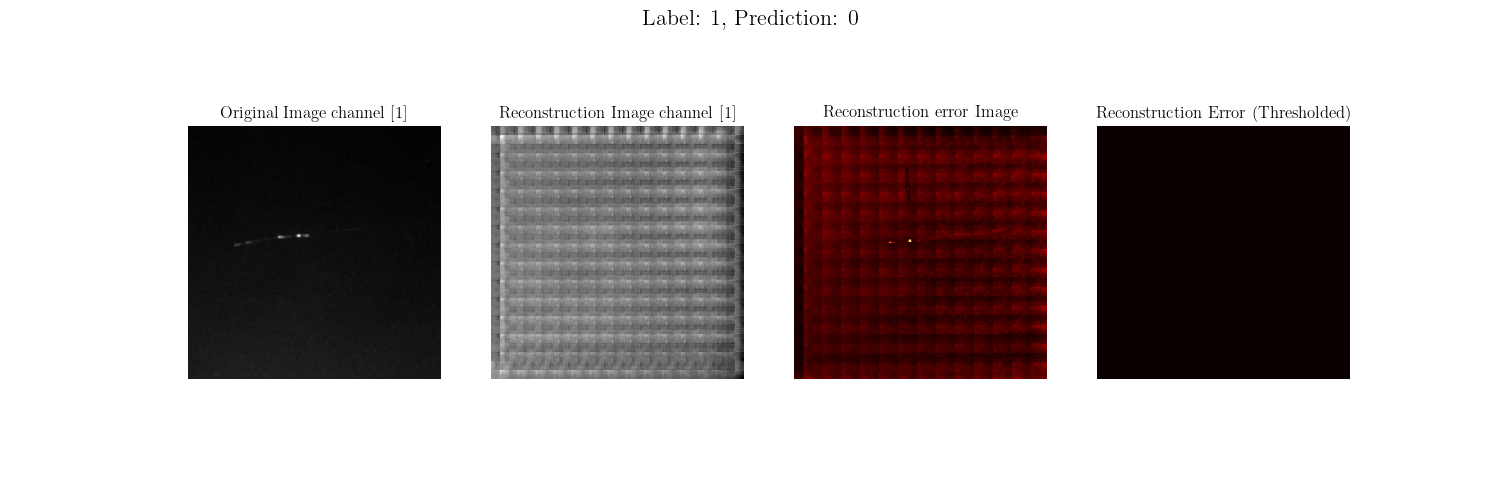 Label: 1, Prediction: 0
Original Image channel [1]
Reconstruction Image channel [1]
Reconstruction error Image
Reconstruction Error (Thresholded)